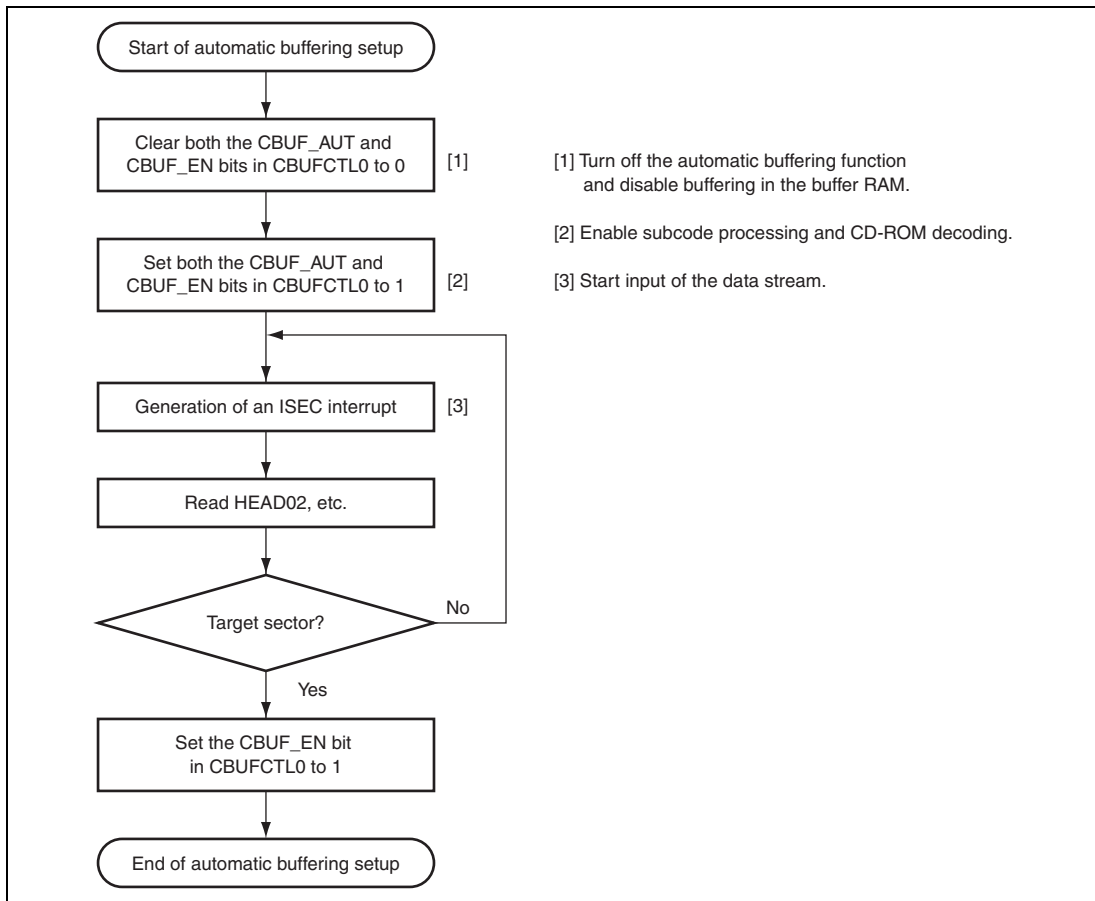 Start of automatic buffering setup
Clear both the CBUF_AUT and
CBUF_EN bits in CBUFCTL0 to 0
[1]
[1] Turn off the automatic buffering function
and disable buffering in the buffer RAM.
[2] Enable subcode processing and CD-ROM decoding.
Set both the CBUF_AUT and
CBUF_EN bits in CBUFCTL0 to 1
[2]
[3] Start input of the data stream.
Generation of an ISEC interrupt
[3]
Read HEAD02, etc.
Target sector?
No
Yes
Set the CBUF_EN bit
in CBUFCTL0 to 1
End of automatic buffering setup